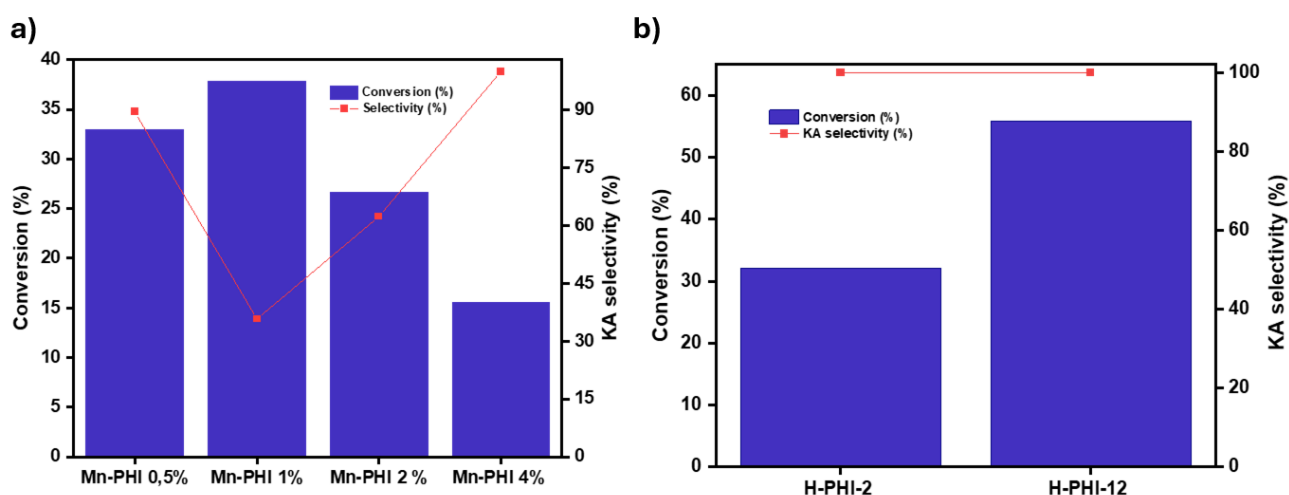 a)
Conversion (%)
40
35
30
25
20
15
10
5
0
Conversion (%)
Selectivity (%)
90
75
60
45
30
15
0
KA selectivity (%)
Mn-PHI 0,5%
Mn-PHI 1%
Mn-PHI 2 %
Mn-PHI 4%
b)
Conversion (%)
60
50
40
30
20
10
0
Conversion (%)
KA selectivity (%)
100
80
60
40
20
0
KA selectivity (%)
H-PHI-2
H-PHI-12